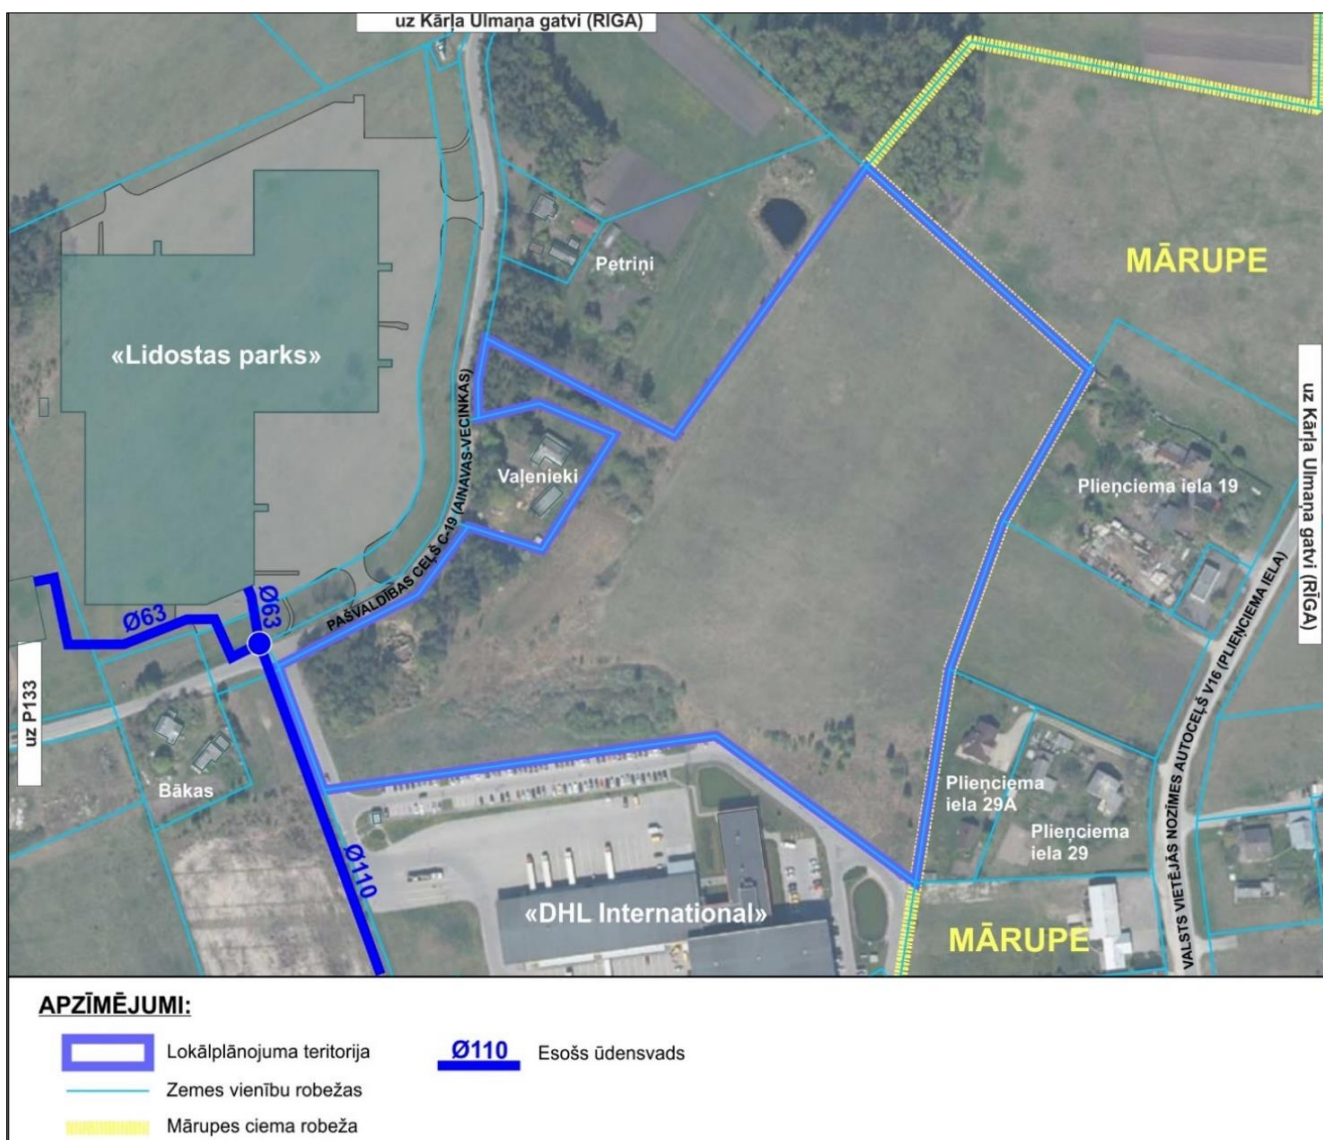 uz Kārļa Ulmaņa gatvi (RĪGA)
Petriņi
MĀRUPE
«Lidostas parks»
PAŠVALDĪBAS CEĻŠ C-19 (AINAVAS-VECINKAS)
Vaļenieki
Plieņciema iela 19
uz Kārļa Ulmaņa gatvi (RĪGA)
Ø63
Ø63
uz P133
Bākas
VALSTS VIETĒJĀS NOZĪMES AUTOCEĻŠ V16 (PLIEŅCIEMA IELA)
Plieņciema
iela 29A
Plieņciema
iela 29
Ø110
«DHL International»
MĀRUPE
APZĪMĒJUMI:
Lokālplānojuma teritorija
Ø110
Esošs ūdensvads
Zemes vienību robežas
Mārupes ciema robeža